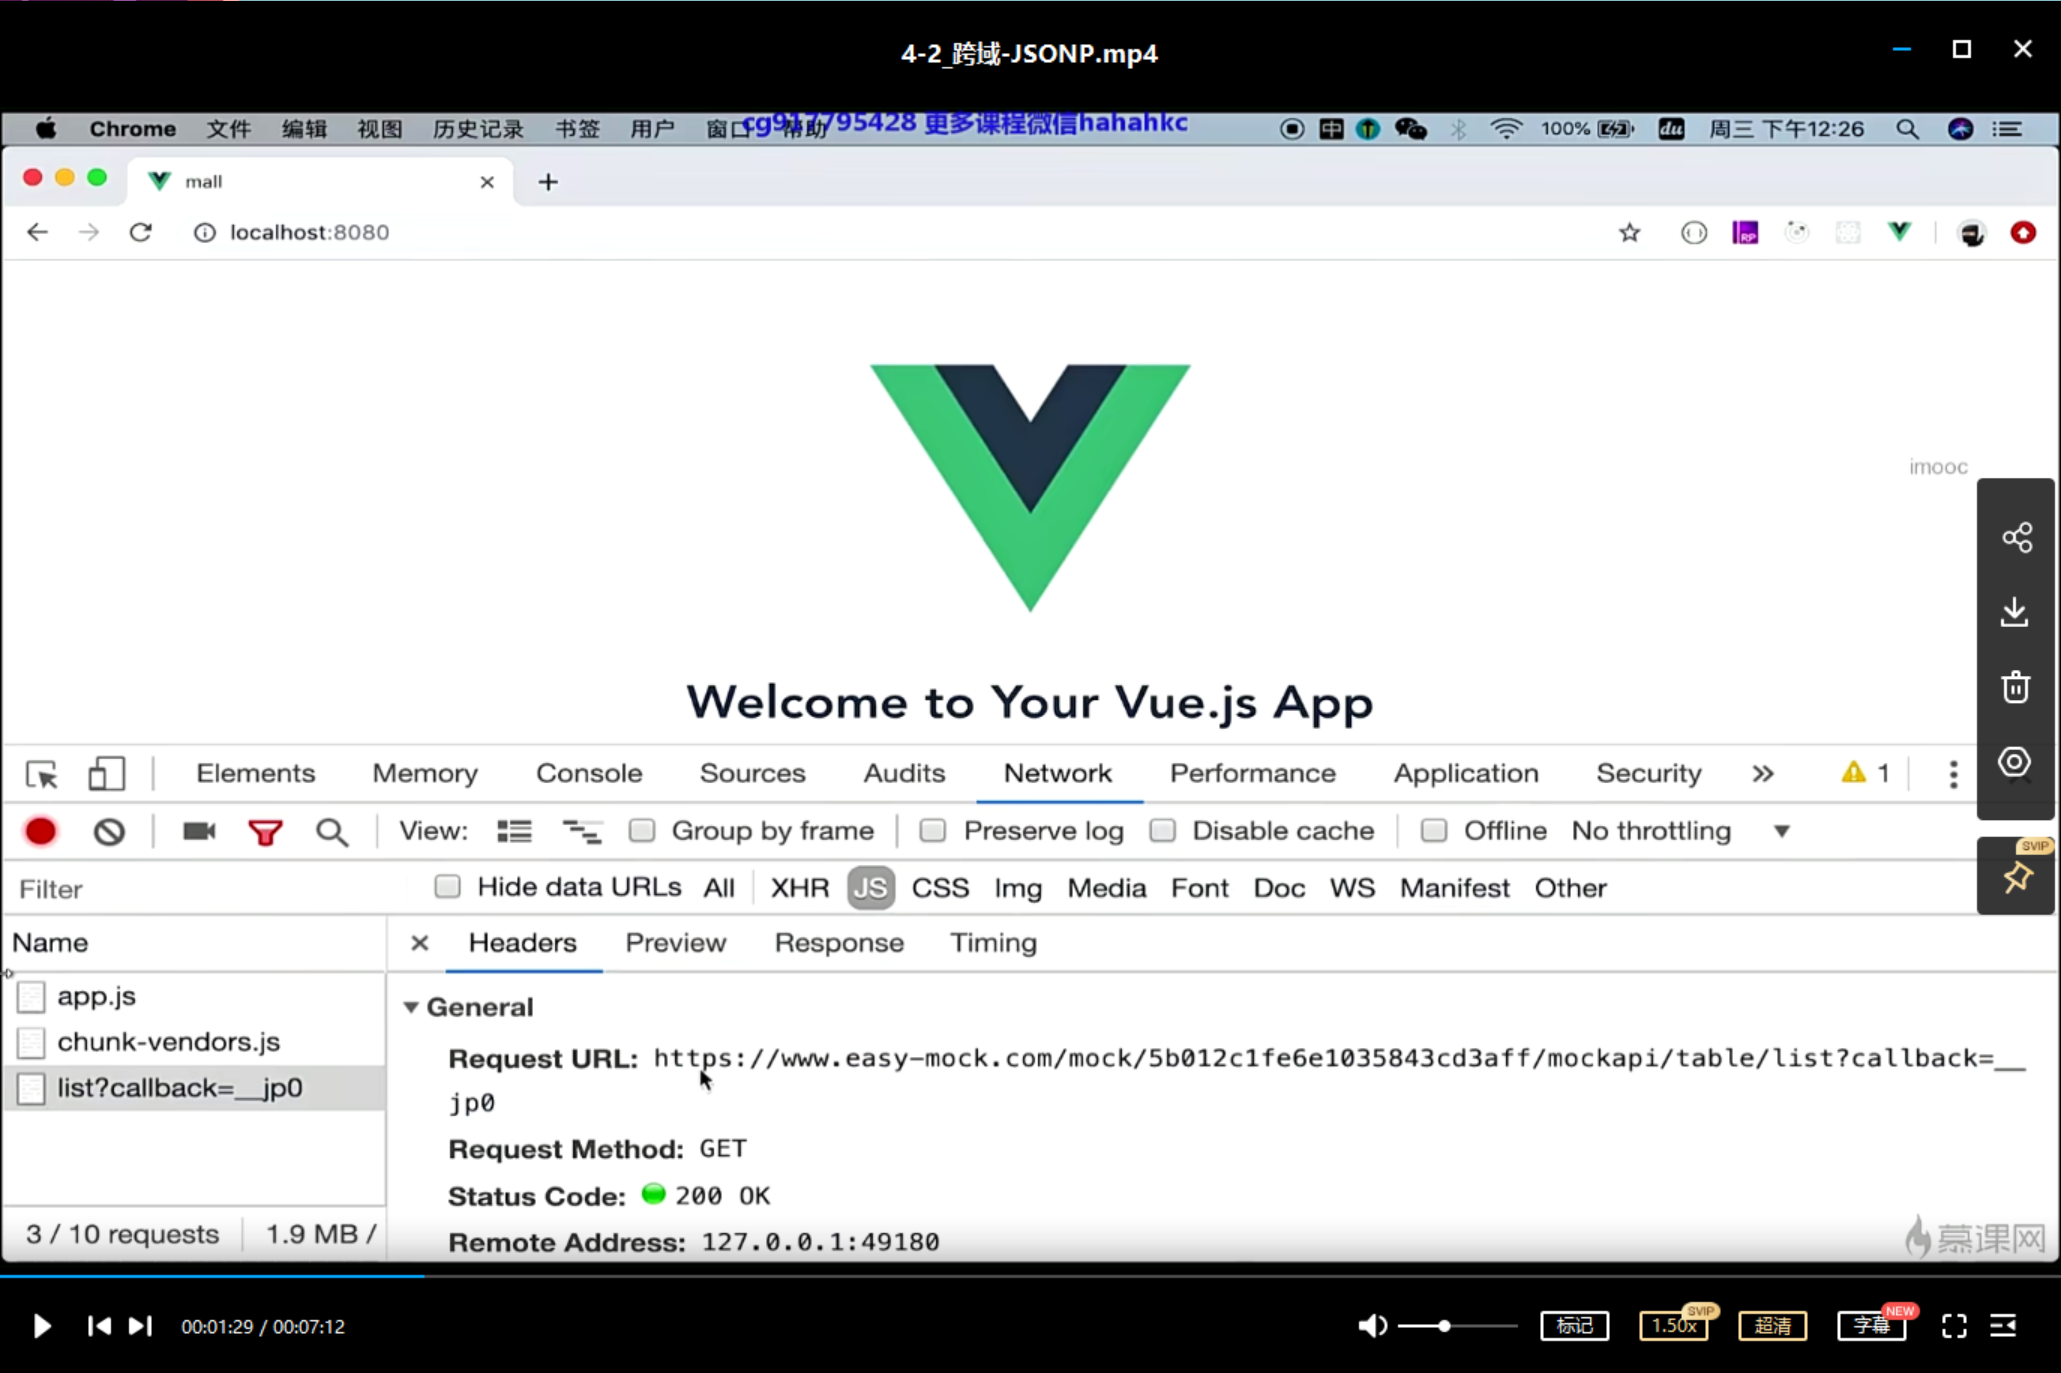 4-2_跨域-JSONP.mp4
Chrome 文件 编辑 视图 历史记录 书签 用户 窗口 帮助 100% du 周三 下午12:26
cg917795428 更多课程微信hahahkc
mall
localhost:8080
RP
imooc
Welcome to Your Vue.js App
Elements Memory Console Sources Audits Network Performance Application Security » 1
View: Group by frame Preserve log Disable cache Offline No throttling
SVIP
Filter Hide data URLs All XHR JS CSS Img Media Font Doc WS Manifest Other
Name Headers Preview Response Timing
app.js
chunk-vendors.js
list?callback=__jp0
General
Request URL: https://www.easy-mock.com/mock/5b012c1fe6e1035843cd3aff/mockapi/table/list?callback=__
jp0
Request Method: GET
Status Code: 200 OK
Remote Address: 127.0.0.1:49180
3 / 10 requests 1.9 MB /
慕课网
00:01:29 / 00:07:12 标记 1.50x SVIP 超清 字幕 NEW